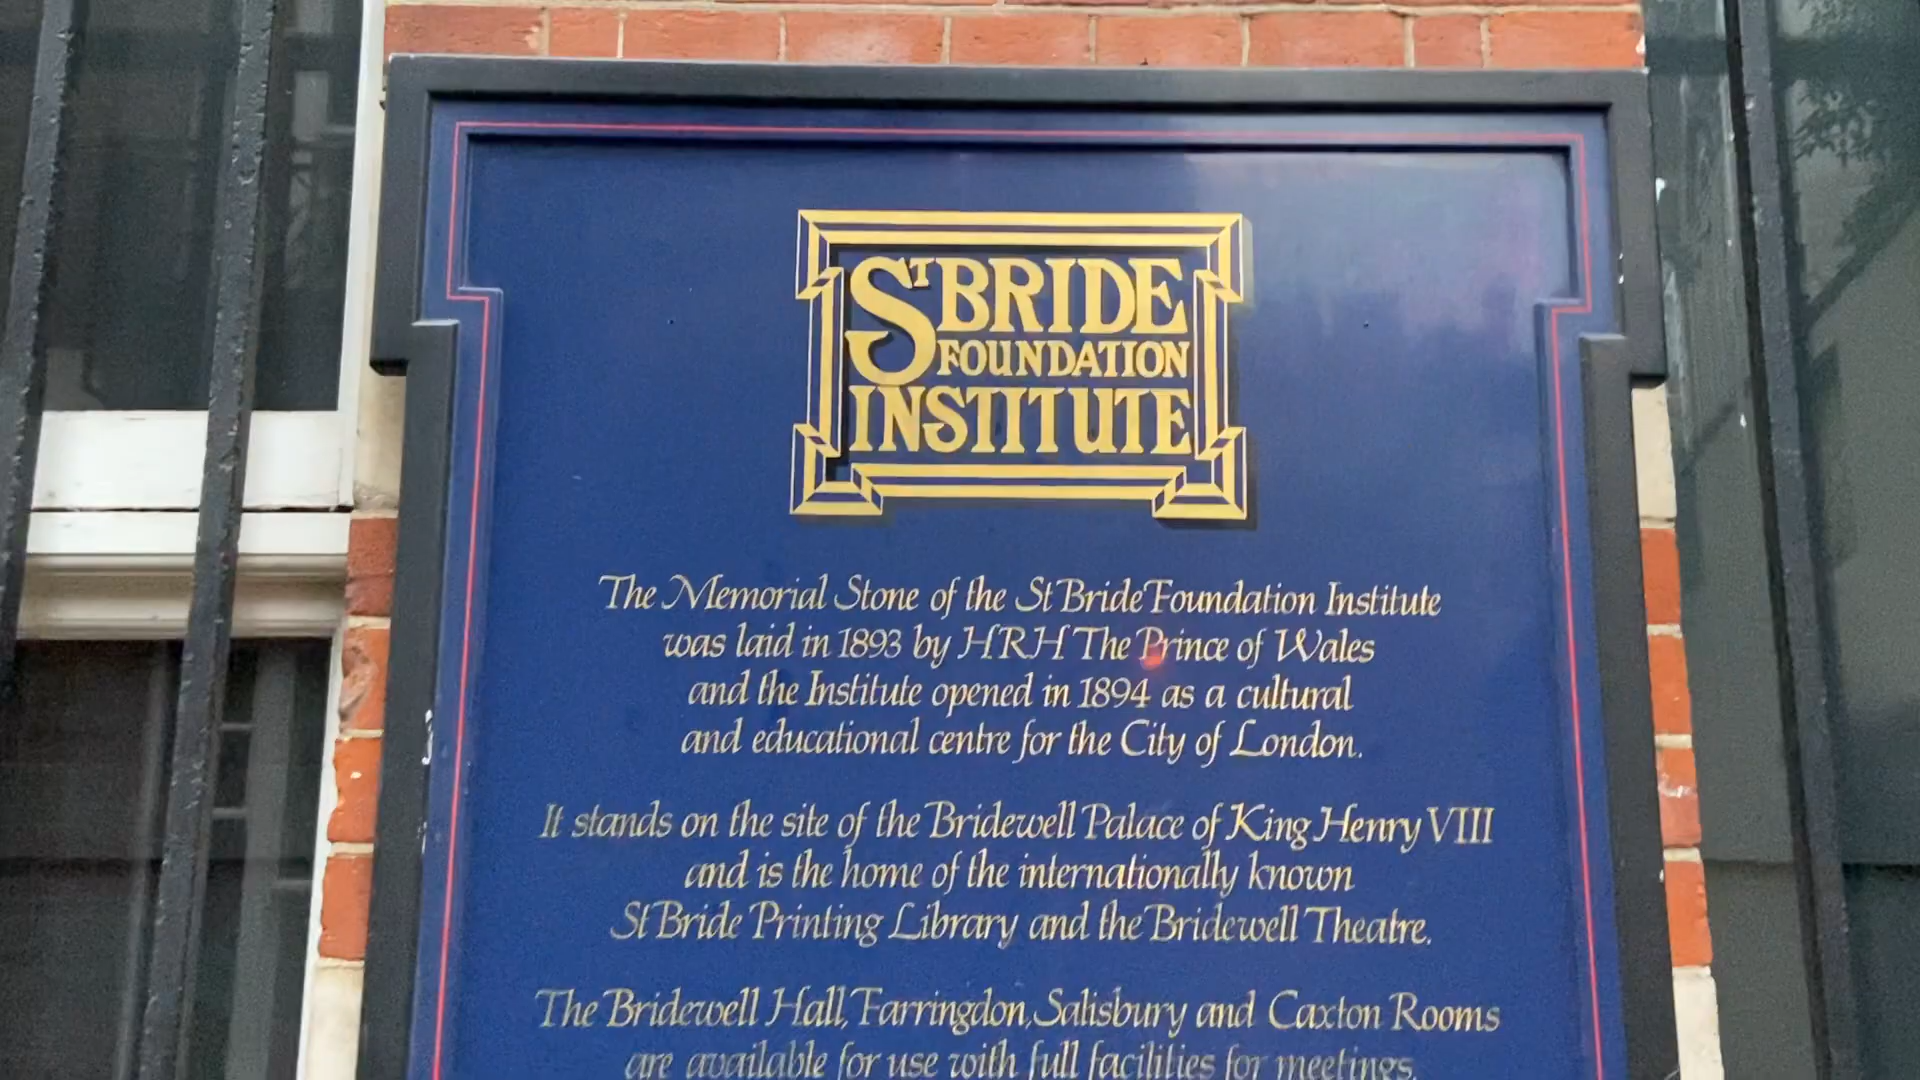 ST BRIDE
FOUNDATION
INSTITUTE
The Memorial Stone of the St Bride Foundation Institute
was laid in 1893 by HRH The Prince of Wales
and the Institute opened in 1894 as a cultural
and educational centre for the City of London.
It stands on the site of the Bridewell Palace of King Henry VIII
and is the home of the internationally known
St Bride Printing Library and the Bridewell Theatre.
The Bridewell Hall, Farringdon, Salisbury and Caxton Rooms
are available for use with full facilities for meetings,